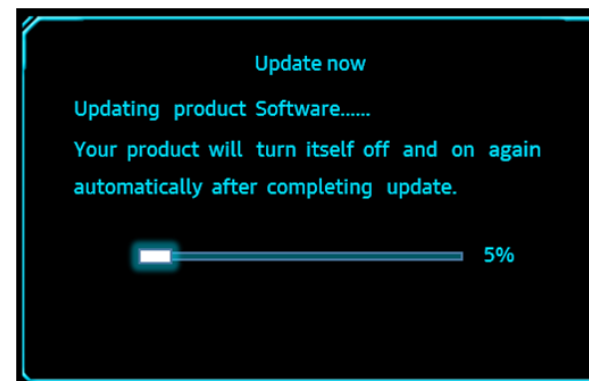 Update now
Updating product Software......
Your product will turn itself off and on again
automatically after completing update.
5%